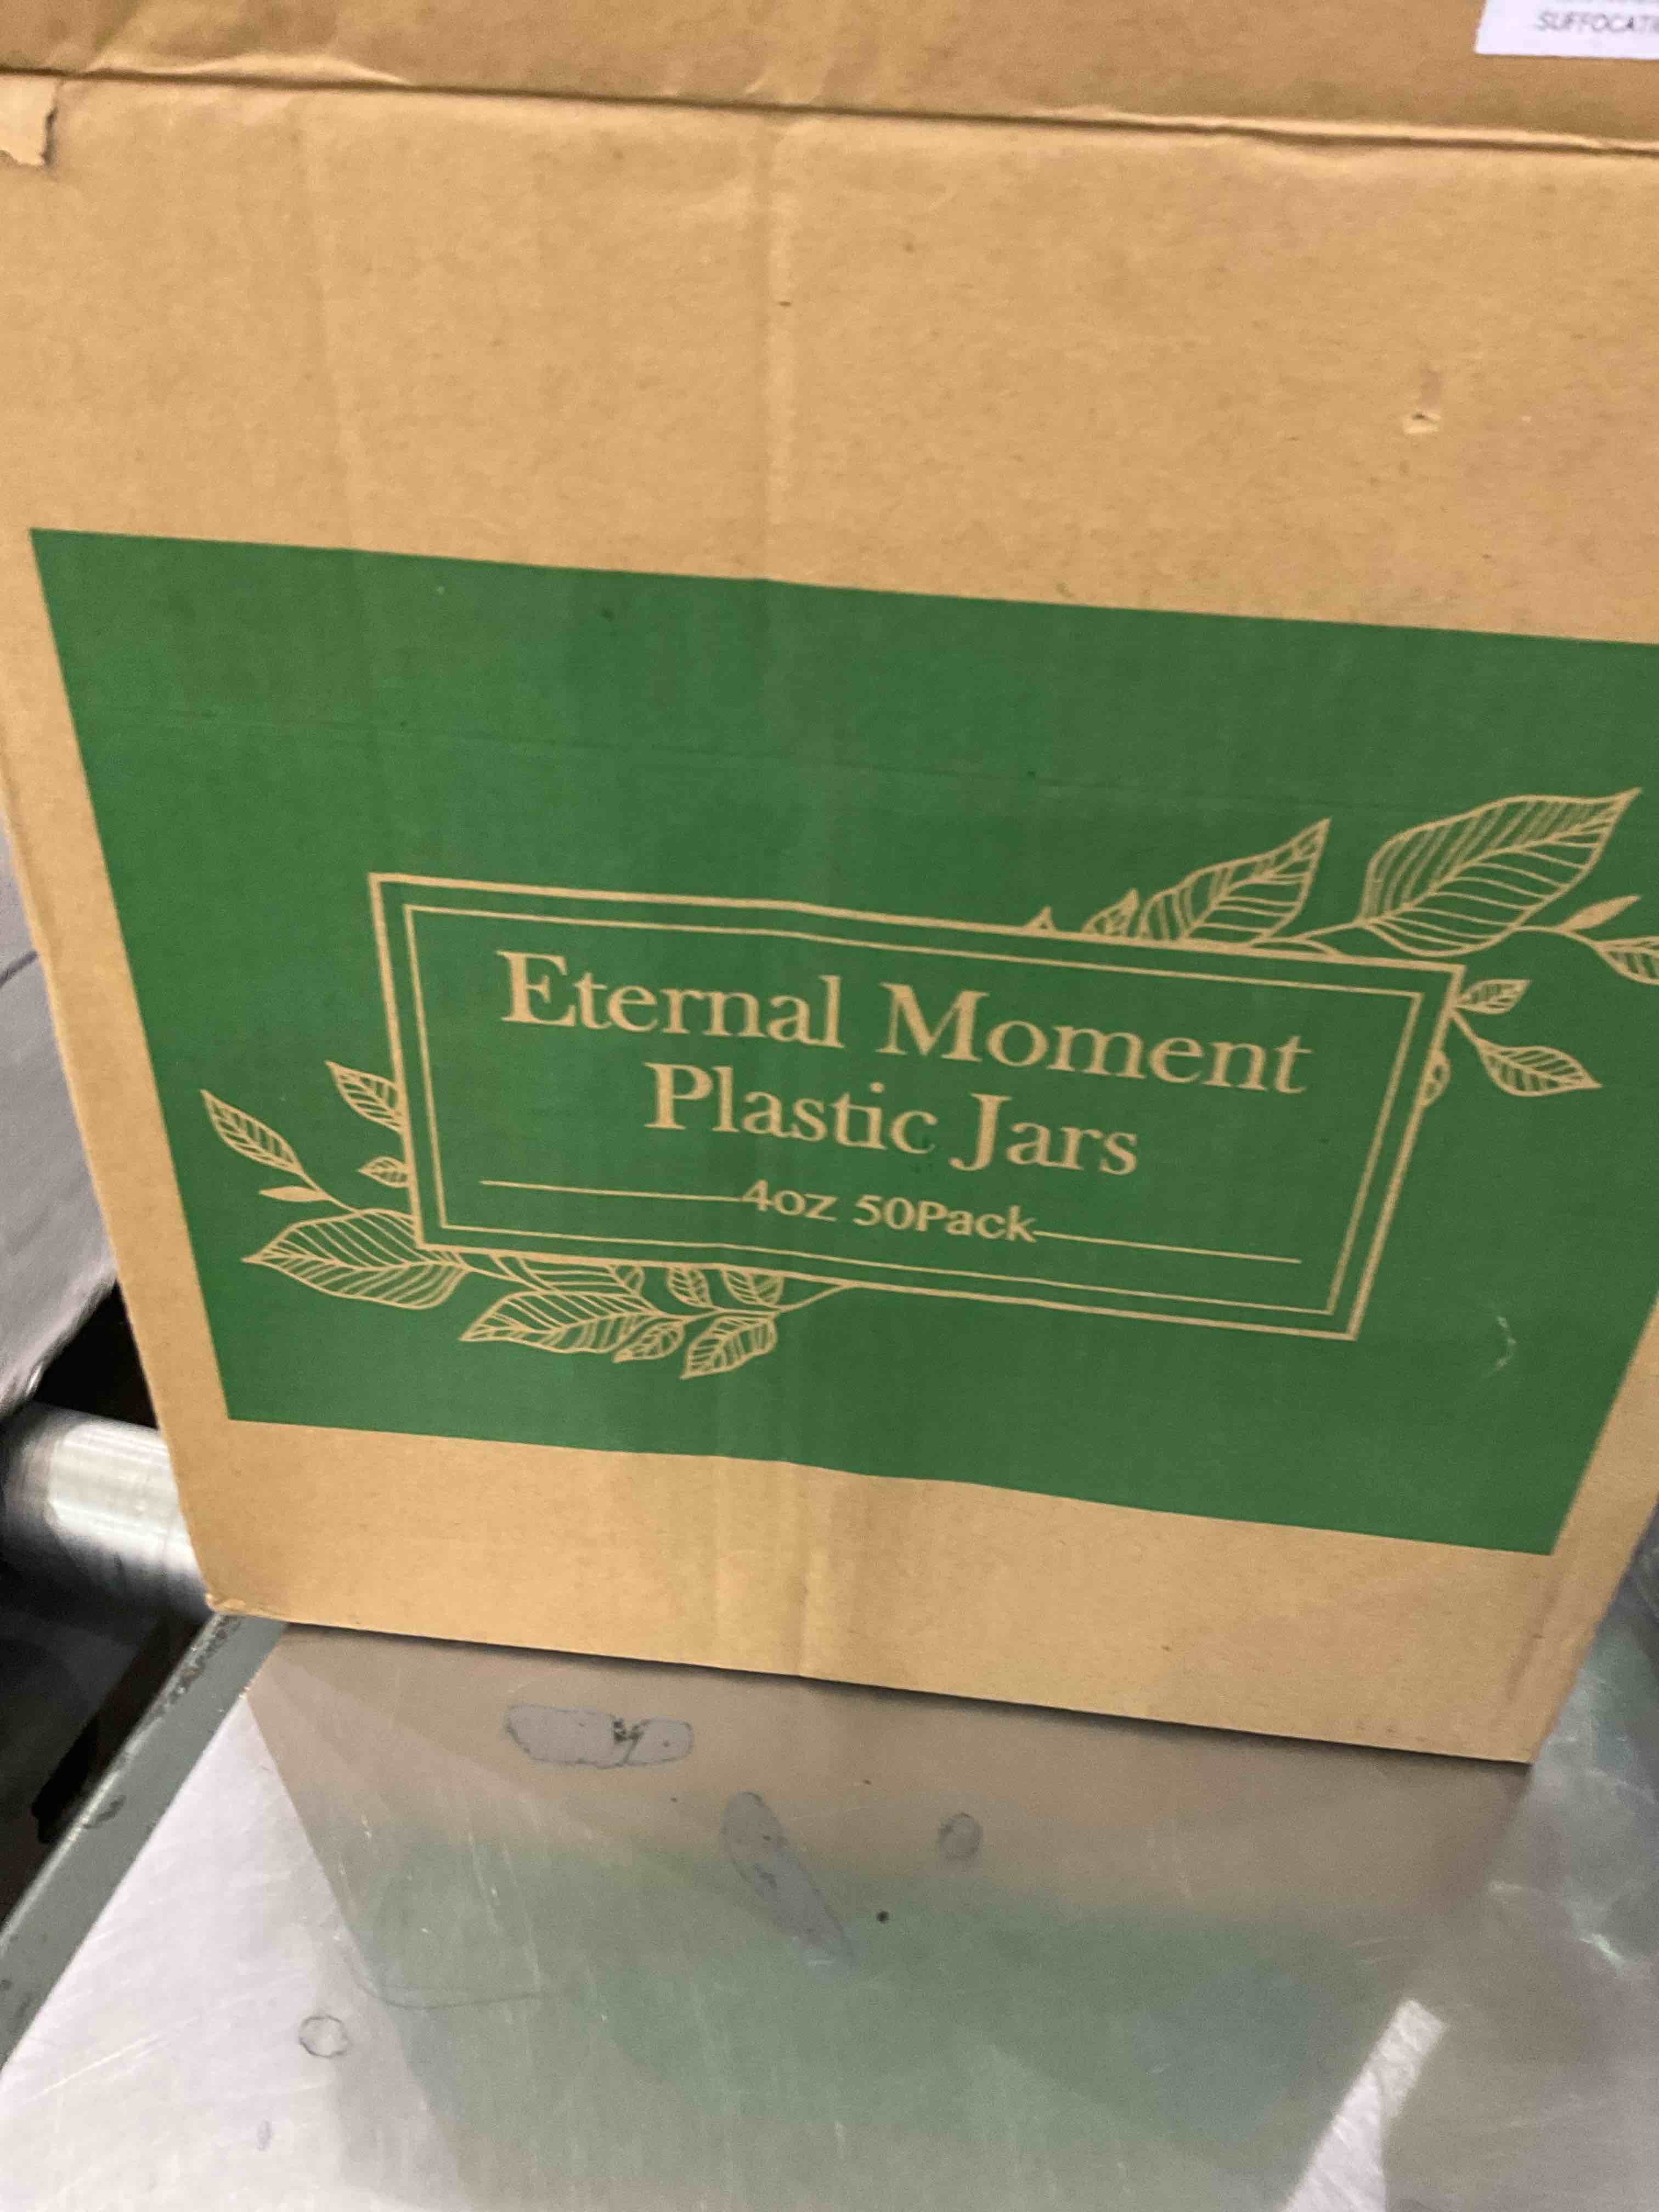 SUFFOCATI
Eternal Moment
Plastic Jars
4oz 50Pack